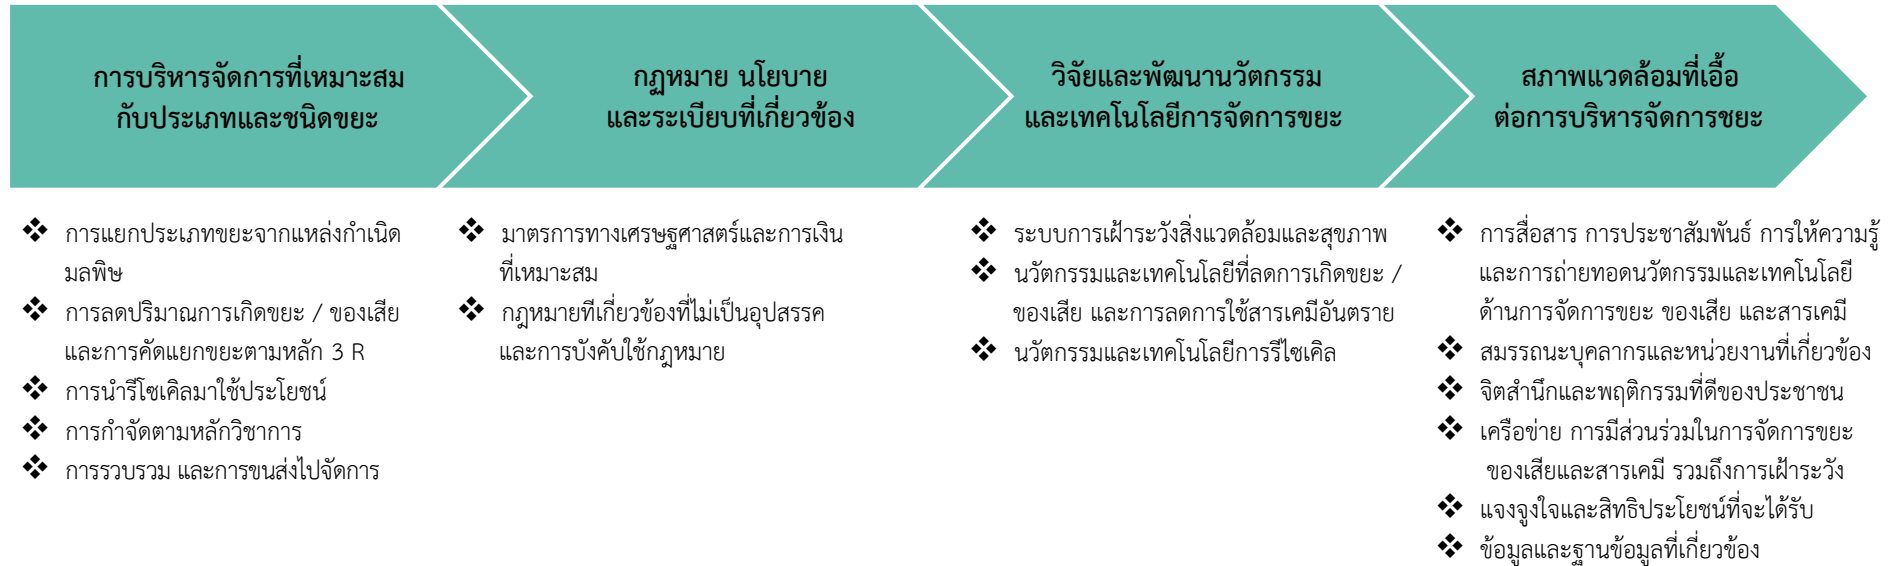 การบริหารจัดการที่เหมาะสม
กับประเภทและชนิดขยะ
กฎหมาย นโยบาย
และระเบียบที่เกี่ยวข้อง
วิจัยและพัฒนานวัตกรรม
และเทคโนโลยีการจัดการขยะ
สภาพแวดล้อมที่เอื้อ
ต่อการบริหารจัดการชยะ
❖ การแยกประเภทขยะจากแหล่งกำเนิด
มลพิษ
❖ การลดปริมาณการเกิดขยะ / ของเสีย
และการคัดแยกขยะตามหลัก 3 R
❖ การนำรีโซเคิลมาใช้ประโยชน์
❖ การกำจัดตามหลักวิชาการ
❖ การรวบรวม และการขนส่งไปจัดการ
❖ มาตรการทางเศรษฐศาสตร์และการเงิน
ที่เหมาะสม
❖ กฎหมายทีเกี่ยวข้องที่ไม่เป็นอุปสรรค
และการบังคับใช้กฎหมาย
❖ ระบบการเฝ้าระวังสิ่งแวดล้อมและสุขภาพ
❖ นวัตกรรมและเทคโนโลยีที่ลดการเกิดขยะ /
ของเสีย และการลดการใช้สารเคมีอันตราย
❖ นวัตกรรมและเทคโนโลยีการรีไซเคิล
❖ การสื่อสาร การประชาสัมพันธ์ การให้ความรู้
และการถ่ายทอดนวัตกรรมและเทคโนโลยี
ด้านการจัดการขยะ ของเสีย และสารเคมี
❖ สมรรถนะบุคลากรและหน่วยงานที่เกี่ยวข้อง
❖ จิตสำนึกและพฤติกรรมที่ดีของประชาชน
❖ เครือข่าย การมีส่วนร่วมในการจัดการขยะ
ของเสียและสารเคมี รวมถึงการเฝ้าระวัง
❖ แจงจูงใจและสิทธิประโยชน์ที่จะได้รับ
❖ ข้อมูลและฐานข้อมูลที่เกี่ยวข้อง